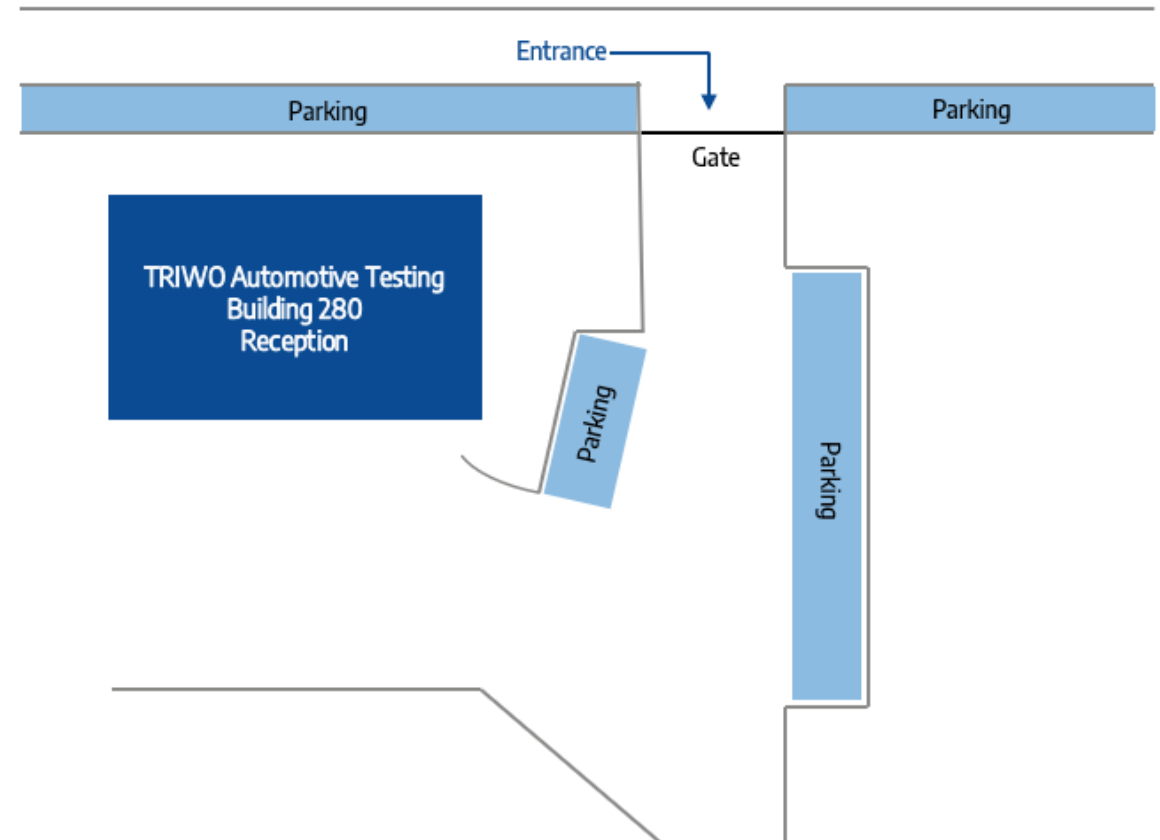 Entrance
Parking
Parking
Gate
TRIWO Automotive Testing
Building 280
Reception
Parking
Parking